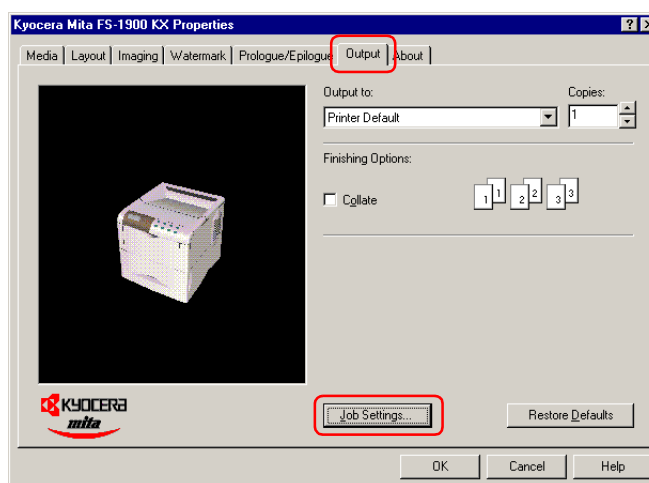 Kyocera Mita FS-1900 KX Properties
Media Layout Imaging Watermark Prologue/Epilogue Output About
Output to: Copies:
Printer Default 1
Finishing Options:
Collate 1 1 2 2 3 3
KYOCERA
mita
Job Settings... Restore Defaults
OK Cancel Help